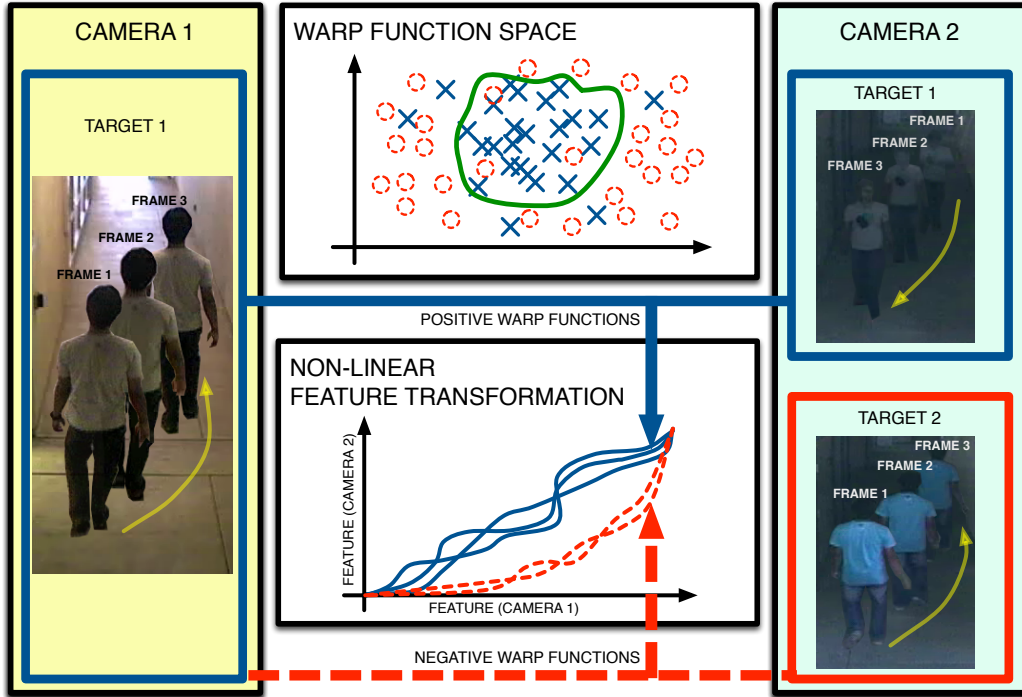 CAMERA 1
TARGET 1
FRAME 3
FRAME 2
FRAME 1
WARP FUNCTION SPACE
POSITIVE WARP FUNCTIONS
NON-LINEAR
FEATURE TRANSFORMATION
FEATURE (CAMERA 2)
FEATURE (CAMERA 1)
NEGATIVE WARP FUNCTIONS
CAMERA 2
TARGET 1
FRAME 1
FRAME 2
FRAME 3
TARGET 2
FRAME 3
FRAME 2
FRAME 1